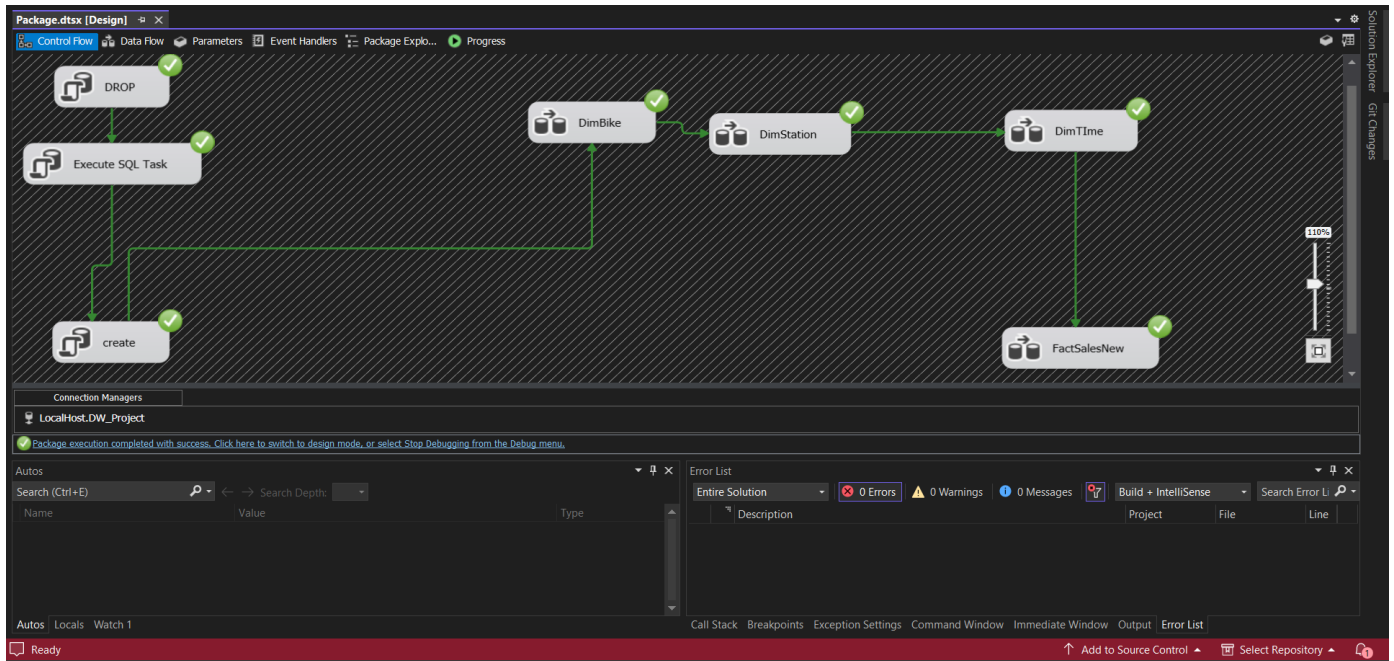 Package.dtsx [Design]
Control Flow Data Flow Parameters Event Handlers Package Explo... Progress
DROP
Execute SQL Task
create
DimBike
DimStation
DimTIme
FactSalesNew
110%
Solution Explorer
Git Changes
Connection Managers
LocalHost.DW_Project
Package execution completed with success. Click here to switch to design mode, or select Stop Debugging from the Debug menu.
Autos
Search (Ctrl+E) Search Depth:
Name Value Type
Autos Locals Watch 1
Error List
Entire Solution 0 Errors 0 Warnings 0 Messages Build + IntelliSense Search Error Li
Description Project File Line
Call Stack Breakpoints Exception Settings Command Window Immediate Window Output Error List
Ready Add to Source Control Select Repository 1